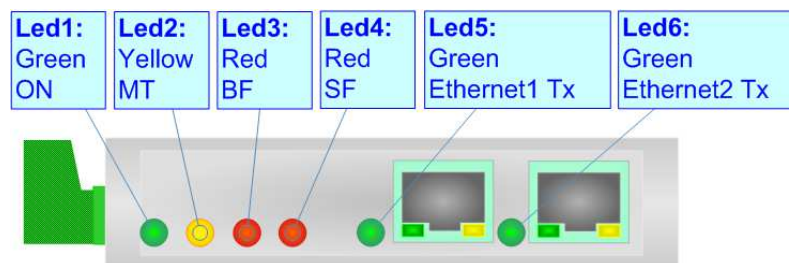 Led1:
Green
ON
Led2:
Yellow
MT
Led3:
Red
BF
Led4:
Red
SF
Led5:
Green
Ethernet1 Tx
Led6:
Green
Ethernet2 Tx